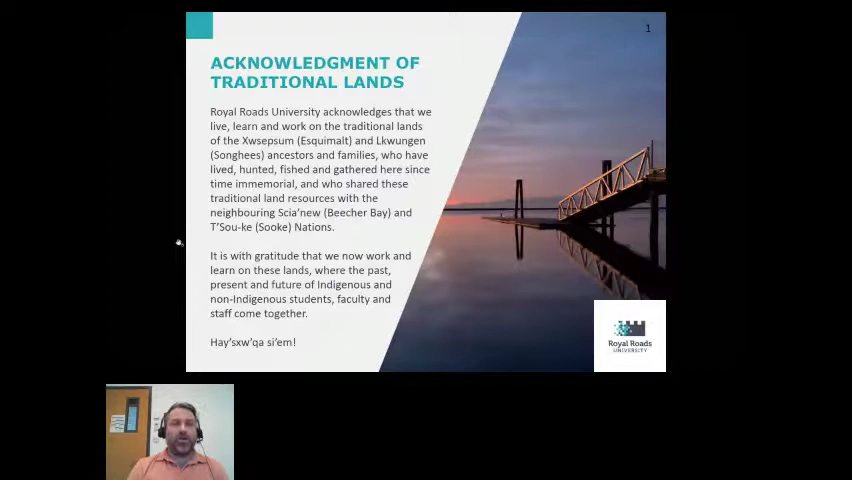 1
ACKNOWLEDGMENT OF
TRADITIONAL LANDS
Royal Roads University acknowledges that we
live, learn and work on the traditional lands
of the Xwsepsum (Esquimalt) and Lkwungen
(Songhees) ancestors and families, who have
lived, hunted, fished and gathered here since
time immemorial, and who shared these
traditional land resources with the
neighbouring Scia’new (Beecher Bay) and
T’Sou-ke (Sooke) Nations.
It is with gratitude that we now work and
learn on these lands, where the past,
present and future of Indigenous and
non-Indigenous students, faculty and
staff come together.
Hay’sxw’qa si’em!
Royal Roads
UNIVERSITY